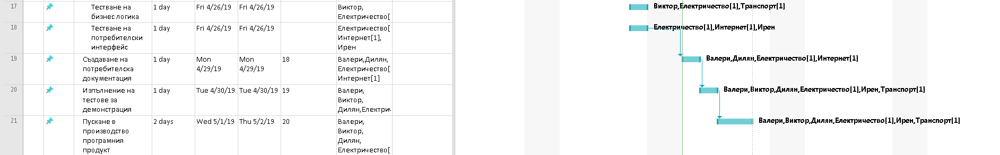 17 Тестване на 1 day Fri 4/26/19 Fri 4/26/19 Виктор, Виктор,Електричество[1],Транспорт[1]
бизнес логика Електричество[
18 Тестване на 1 day Fri 4/26/19 Fri 4/26/19 Електричество[ Електричество[1],Интернет[1],Ирен
потребителски Интернет[1],
интерфейс Ирен
19 Създаване на 1 day Mon Mon 18 Валери,Дилян, Валери,Дилян,Електричество[1],Интернет[1]
потребителска 4/29/19 4/29/19 Електричество[
документация Интернет[1]
20 Изпълнение на 1 day Tue 4/30/19 Tue 4/30/19 19 Валери, Валери,Виктор,Дилян,Електричество[1],Ирен,Транспорт[1]
тестове за Виктор,
демонстрация Дилян,Електрич
21 Пускане в 2 days Wed 5/1/19 Thu 5/2/19 20 Валери, Валери,Виктор,Дилян,Електричество[1],Ирен,Транспорт[1]
производство Виктор,
програмния Дилян,
продукт Електричество[